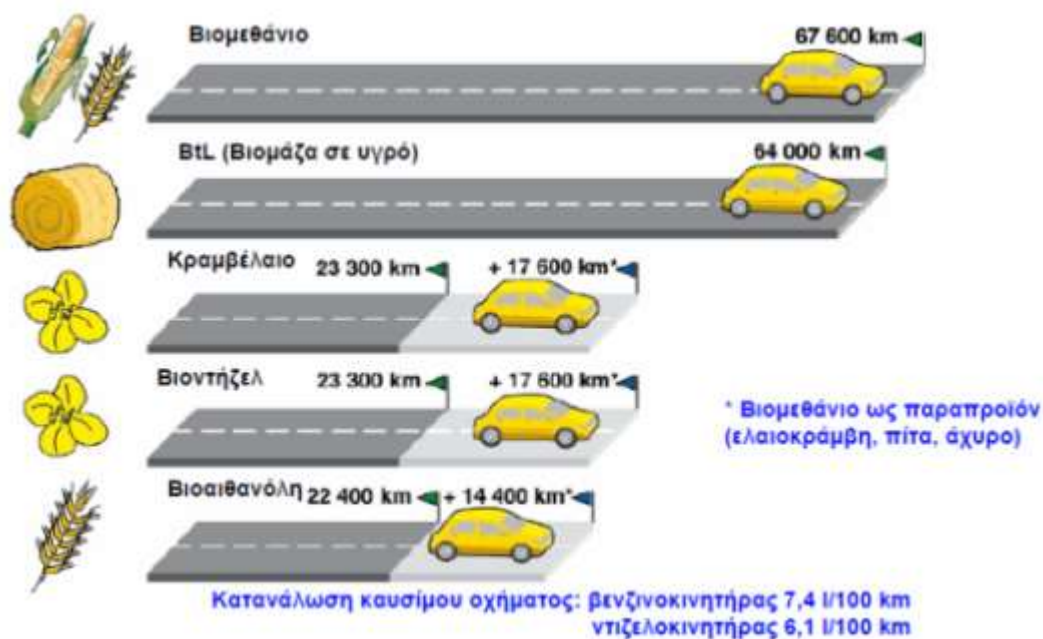 Βιομεθάνιο
67 600 km
BtL (Βιομάζα σε υγρό)
64 000 km
Κραμβέλαιο 23 300 km + 17 600 km*
Βιοντήζελ 23 300 km + 17 600 km*
* Βιομεθάνιο ως παραπροϊόν
(ελαιοκράμβη, πίτα, άχυρο)
Βιοαιθανόλη 22 400 km + 14 400 km*
Κατανάλωση καυσίμου οχήματος: βενζινοκινητήρας 7,4 l/100 km
ντιζελοκινητήρας 6,1 l/100 km